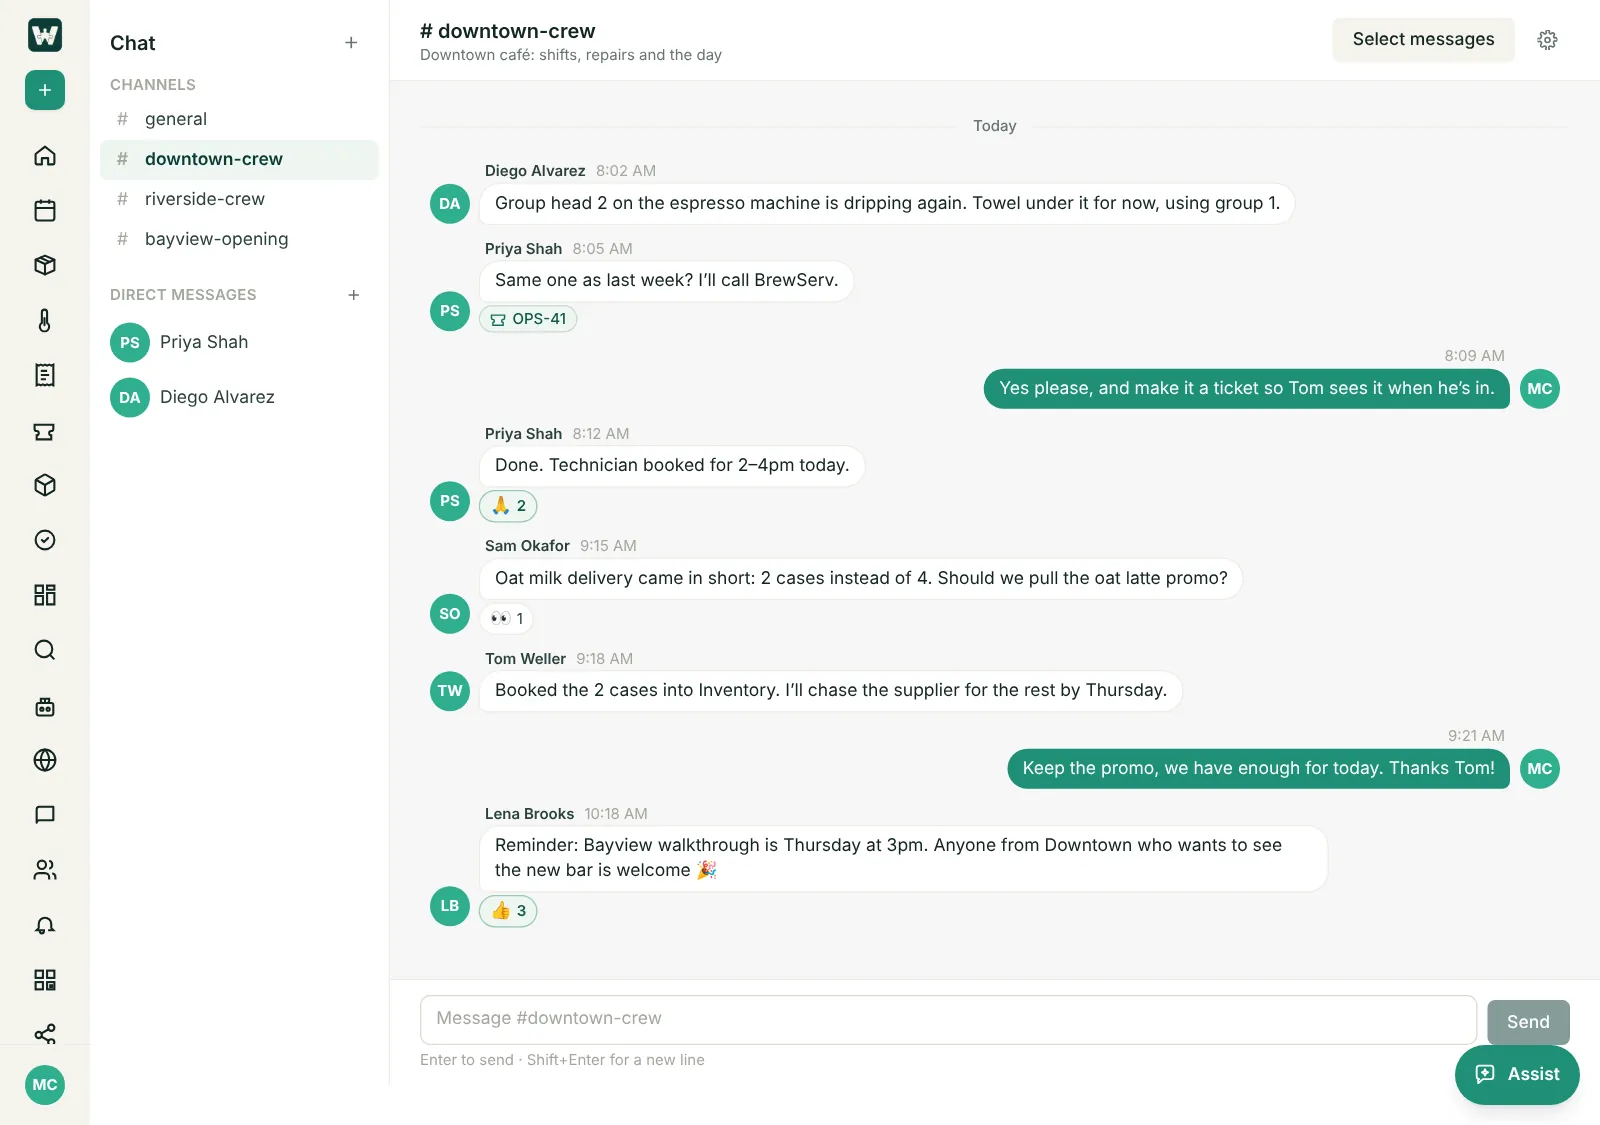 W
Chat
CHANNELS
# general
# downtown-crew
# riverside-crew
# bayview-opening
DIRECT MESSAGES
PS Priya Shah
DA Diego Alvarez
MC
# downtown-crew
Downtown café: shifts, repairs and the day
Select messages
Today
Diego Alvarez 8:02 AM
DA Group head 2 on the espresso machine is dripping again. Towel under it for now, using group 1.
Priya Shah 8:05 AM
Same one as last week? I’ll call BrewServ.
PS OPS-41
8:09 AM
Yes please, and make it a ticket so Tom sees it when he’s in. MC
Priya Shah 8:12 AM
Done. Technician booked for 2–4pm today.
PS 🙏 2
Sam Okafor 9:15 AM
Oat milk delivery came in short: 2 cases instead of 4. Should we pull the oat latte promo?
SO 👀 1
Tom Weller 9:18 AM
TW Booked the 2 cases into Inventory. I’ll chase the supplier for the rest by Thursday.
9:21 AM
Keep the promo, we have enough for today. Thanks Tom! MC
Lena Brooks 10:18 AM
Reminder: Bayview walkthrough is Thursday at 3pm. Anyone from Downtown who wants to see
the new bar is welcome 🎉
LB 👍 3
Message #downtown-crew
Send
Enter to send · Shift+Enter for a new line
Assist